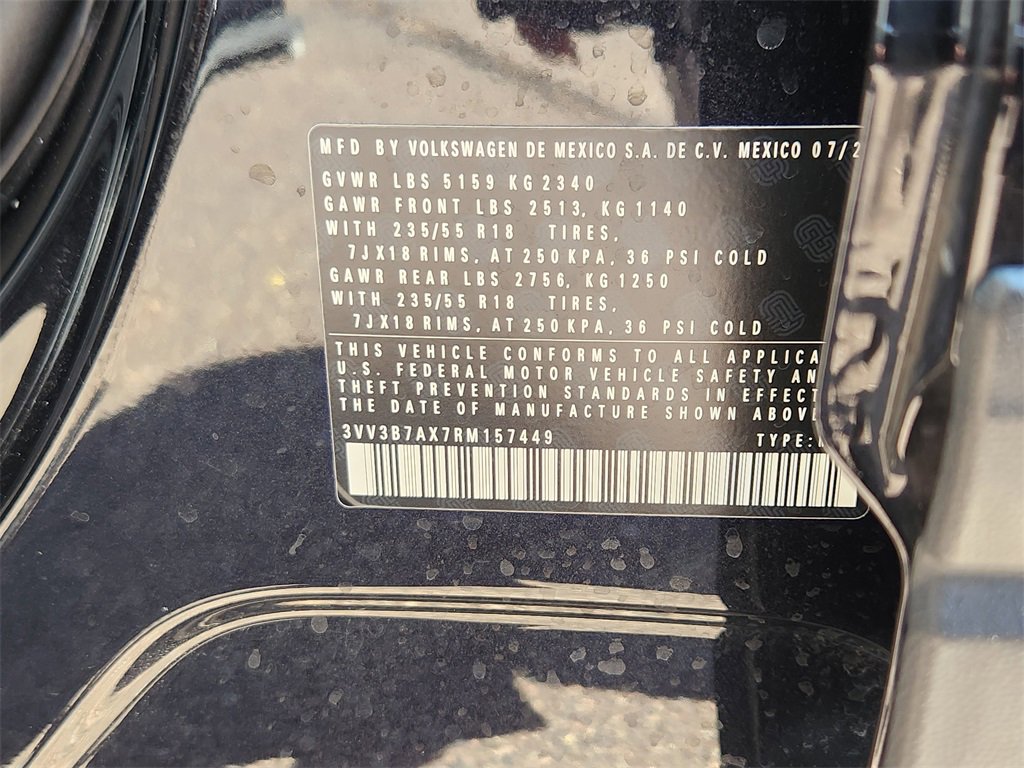 MFD BY VOLKSWAGEN DE MEXICO S.A. DE C.V. MEXICO 07/2
GVWR LBS 5159 KG 2340
GAWR FRONT LBS 2513, KG 1140
WITH 235/55 R18 TIRES,
7JX18 RIMS, AT 250 KPA, 36 PSI COLD
GAWR REAR LBS 2756, KG 1250
WITH 235/55 R18 TIRES,
7JX18 RIMS, AT 250 KPA, 36 PSI COLD
THIS VEHICLE CONFORMS TO ALL APPLICA
U.S. FEDERAL MOTOR VEHICLE SAFETY AN
THEFT PREVENTION STANDARDS IN EFFECT
THE DATE OF MANUFACTURE SHOWN ABOV
3VV3B7AX7RM157449 TYPE: